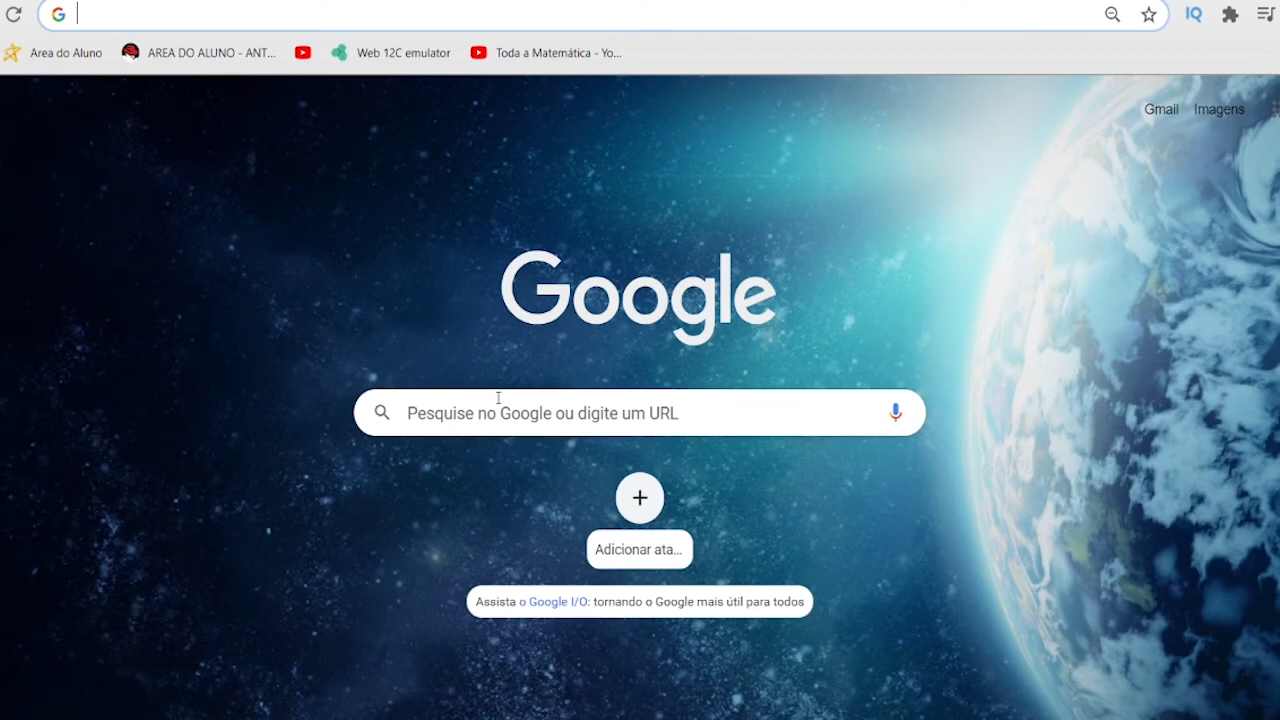 Area do Aluno
AREA DO ALUNO - ANT...
Web 12C emulator
Toda a Matemática - Yo...
Gmail
Imagens
Google
Pesquise no Google ou digite um URL
Adicionar ata...
Assista o Google I/O: tornando o Google mais útil para todos